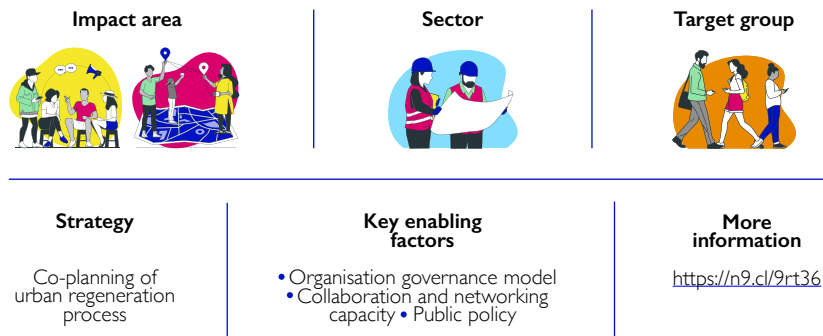 Impact area
Sector
Target group
Strategy
Co-planning of
urban regeneration
process
Key enabling
factors
• Organisation governance model
• Collaboration and networking
capacity • Public policy
More
information
https://n9.cl/9rt36